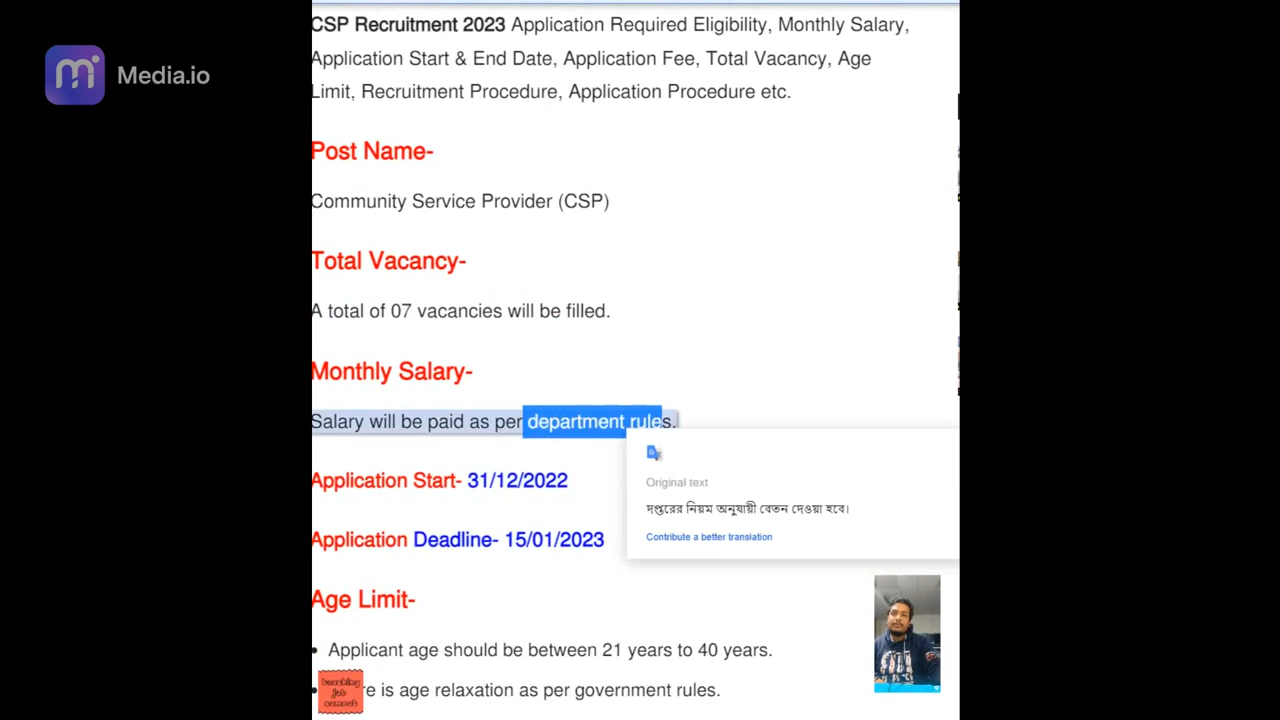 Media.io
CSP Recruitment 2023 Application Required Eligibility, Monthly Salary,
Application Start & End Date, Application Fee, Total Vacancy, Age
Limit, Recruitment Procedure, Application Procedure etc.
Post Name-
Community Service Provider (CSP)
Total Vacancy-
A total of 07 vacancies will be filled.
Monthly Salary-
Salary will be paid as per department rules.
Application Start- 31/12/2022
Original text
দপ্তরের নিয়ম অনুযায়ী বেতন দেওয়া হবে।
Contribute a better translation
Application Deadline- 15/01/2023
Age Limit-
Applicant age should be between 21 years to 40 years.
is age relaxation as per government rules.